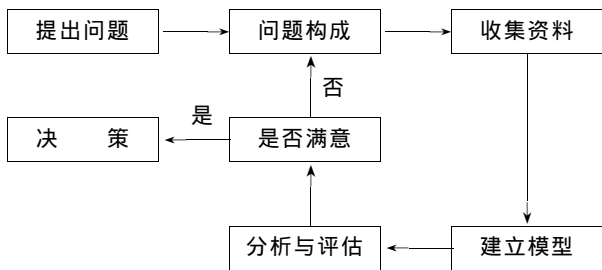 提出问题
问题构成
收集资料
否
是
决 策
是否满意
分析与评估
建立模型